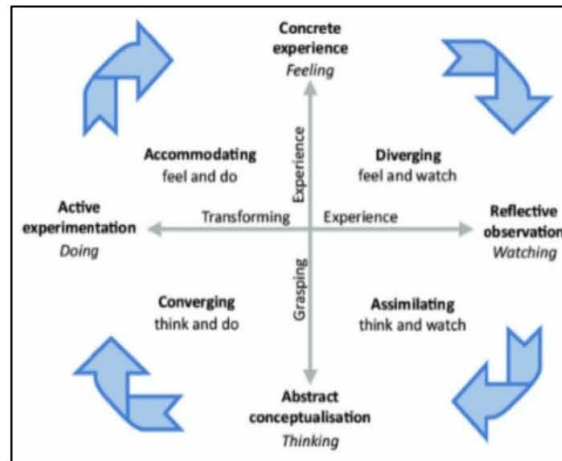 Concrete
experience
Feeling
Accommodating
feel and do
Experience
Diverging
feel and watch
Active
experimentation
Doing
Transforming
Experience
Reflective
observation
Watching
Grasping
Converging
think and do
Assimilating
think and watch
Abstract
conceptualisation
Thinking